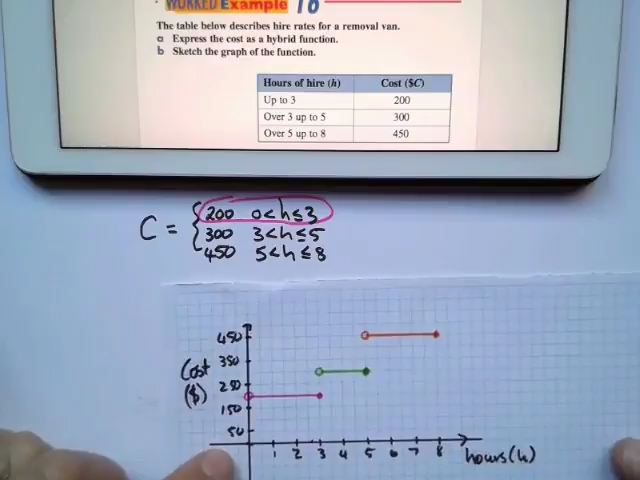 WORKED Example 16
The table below describes hire rates for a removal van.
a Express the cost as a hybrid function.
b Sketch the graph of the function.
Hours of hire (h) Cost ($C)
Up to 3 200
Over 3 up to 5 300
Over 5 up to 8 450
C = { 200 0<h≤3
300 3<h≤5
450 5<h≤8
450
Cost 350
($) 250
150
50
1 2 3 4 5 6 7 8 hours(h)